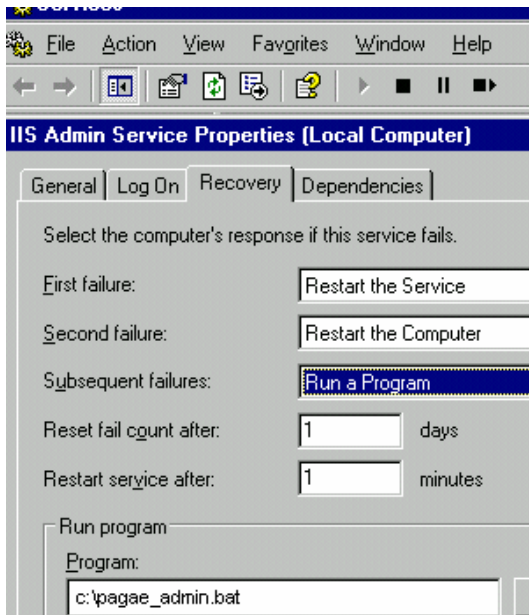 Services
File Action View Favorites Window Help
IIS Admin Service Properties (Local Computer)
General Log On Recovery Dependencies
Select the computer's response if this service fails.
First failure: Restart the Service
Second failure: Restart the Computer
Subsequent failures: Run a Program
Reset fail count after: 1 days
Restart service after: 1 minutes
Run program
Program:
c:\pagae_admin.bat